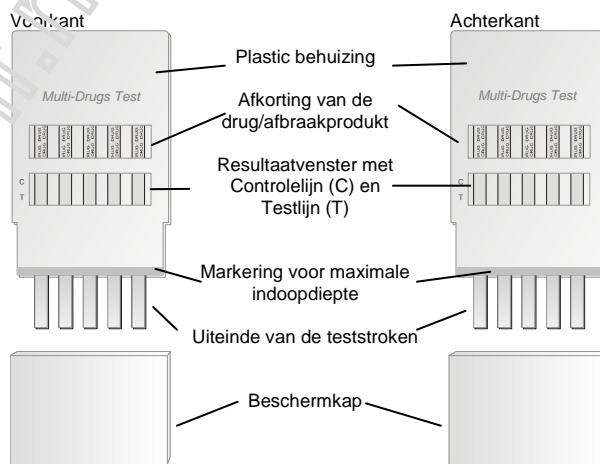 Voorkant
Achterkant
Plastic behuizing
Multi-Drugs Test
Multi-Drugs Test
Afkorting van de
drug/afbraakprodukt
Resultaatvenster met
Controlelijn (C) en
Testlijn (T)
C
T
C
T
Markering voor maximale
indoopdiepte
Uiteinde van de teststroken
Beschermkap